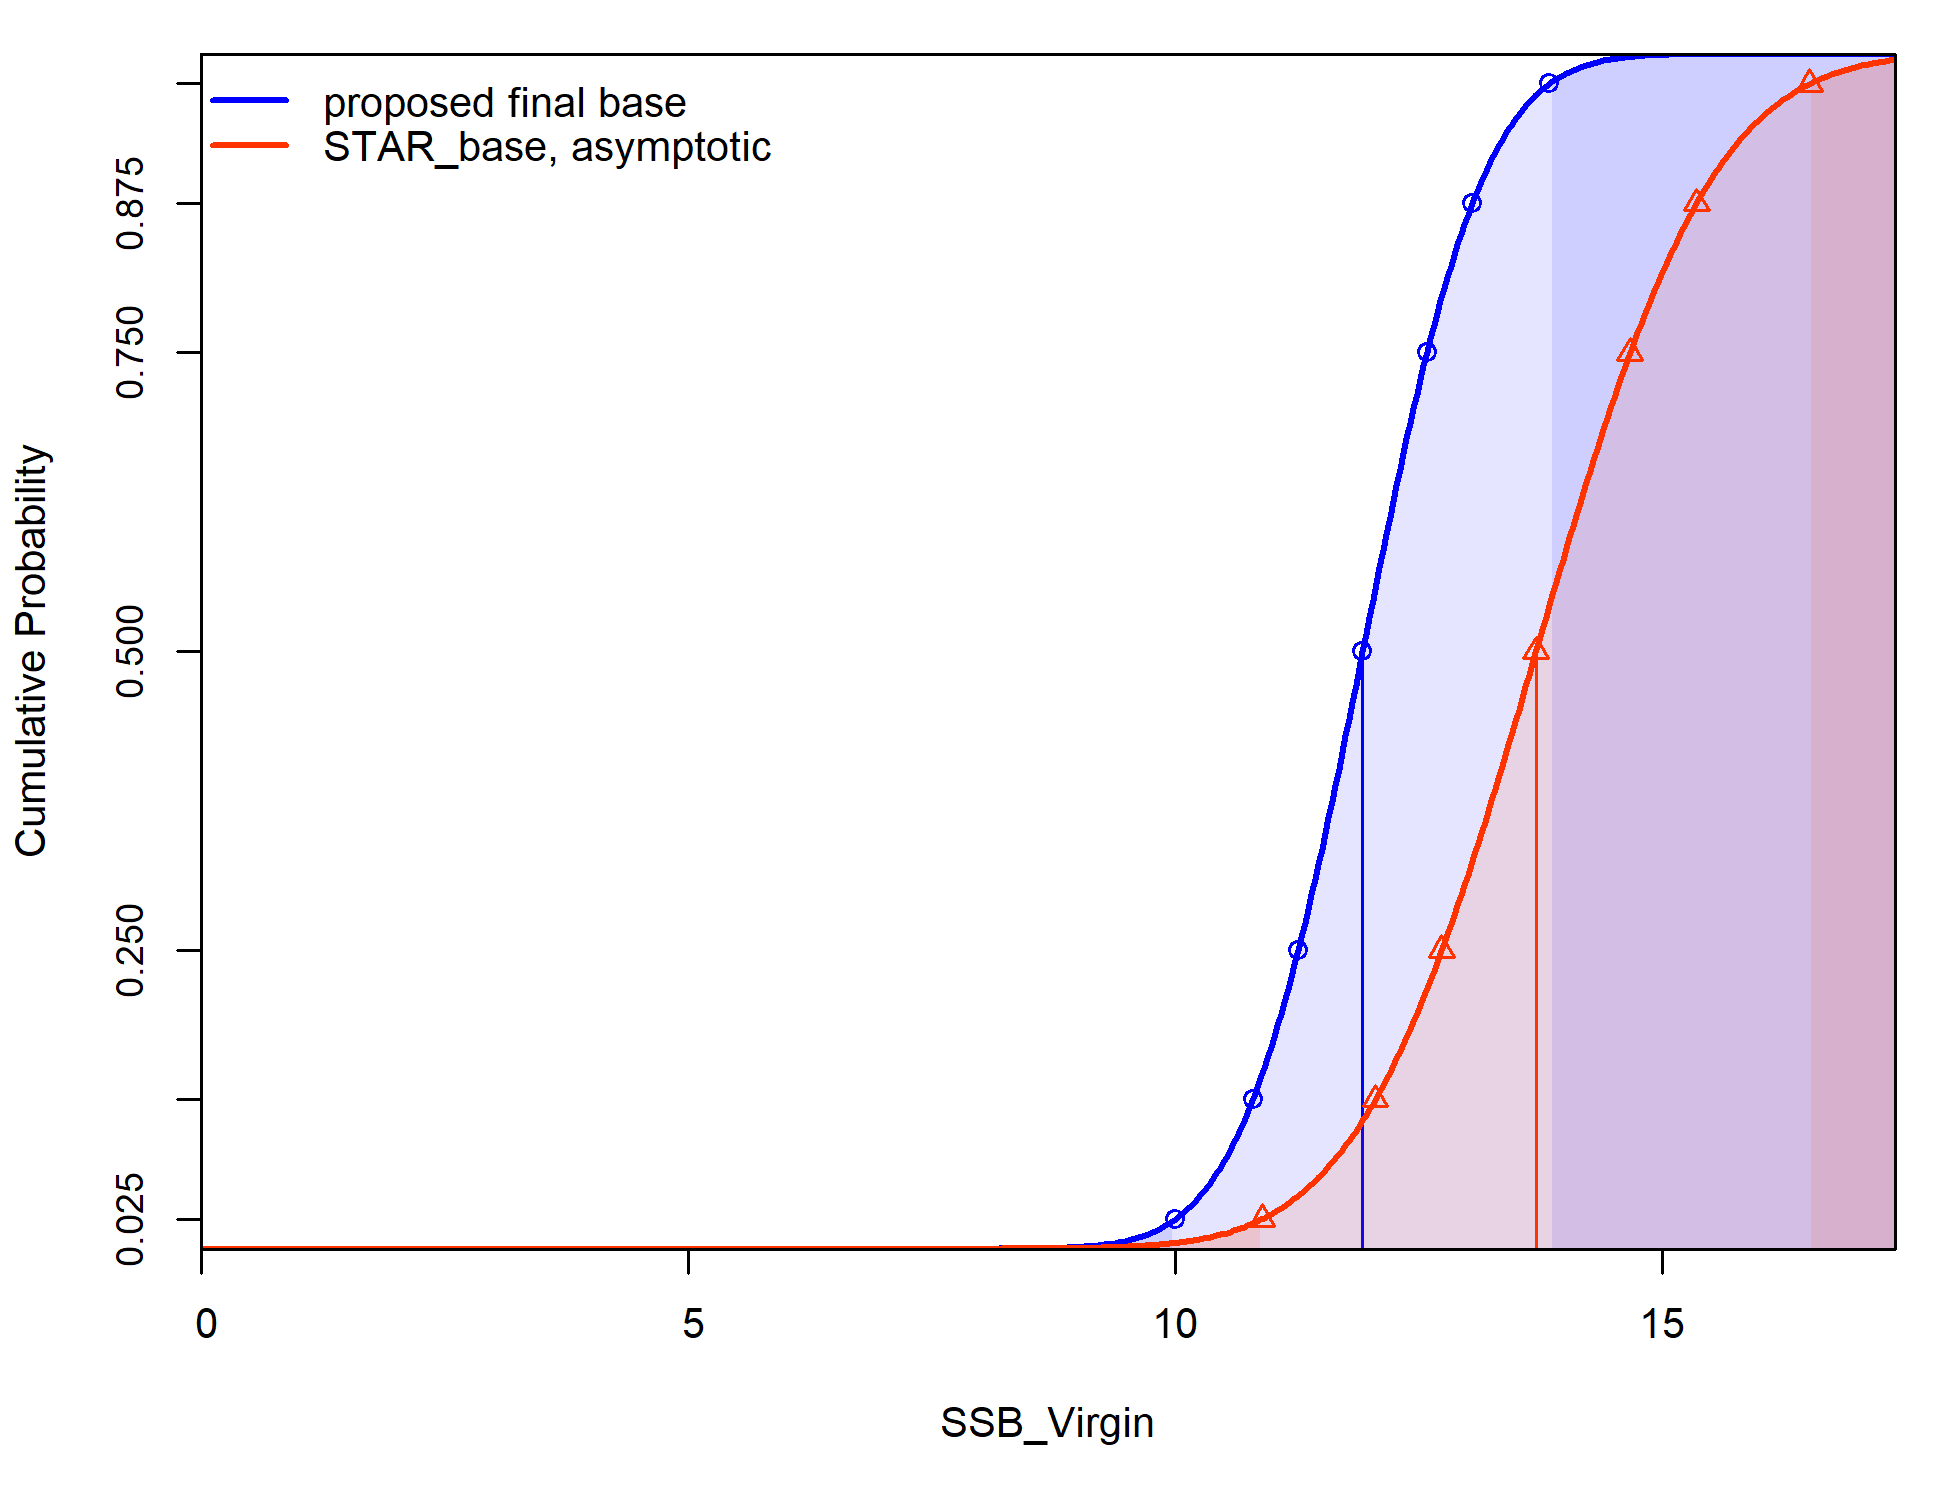 proposed final base
STAR_base, asymptotic
Cumulative Probability
0.875
0.750
0.500
0.250
0.025
0 5 10 15
SSB_Virgin